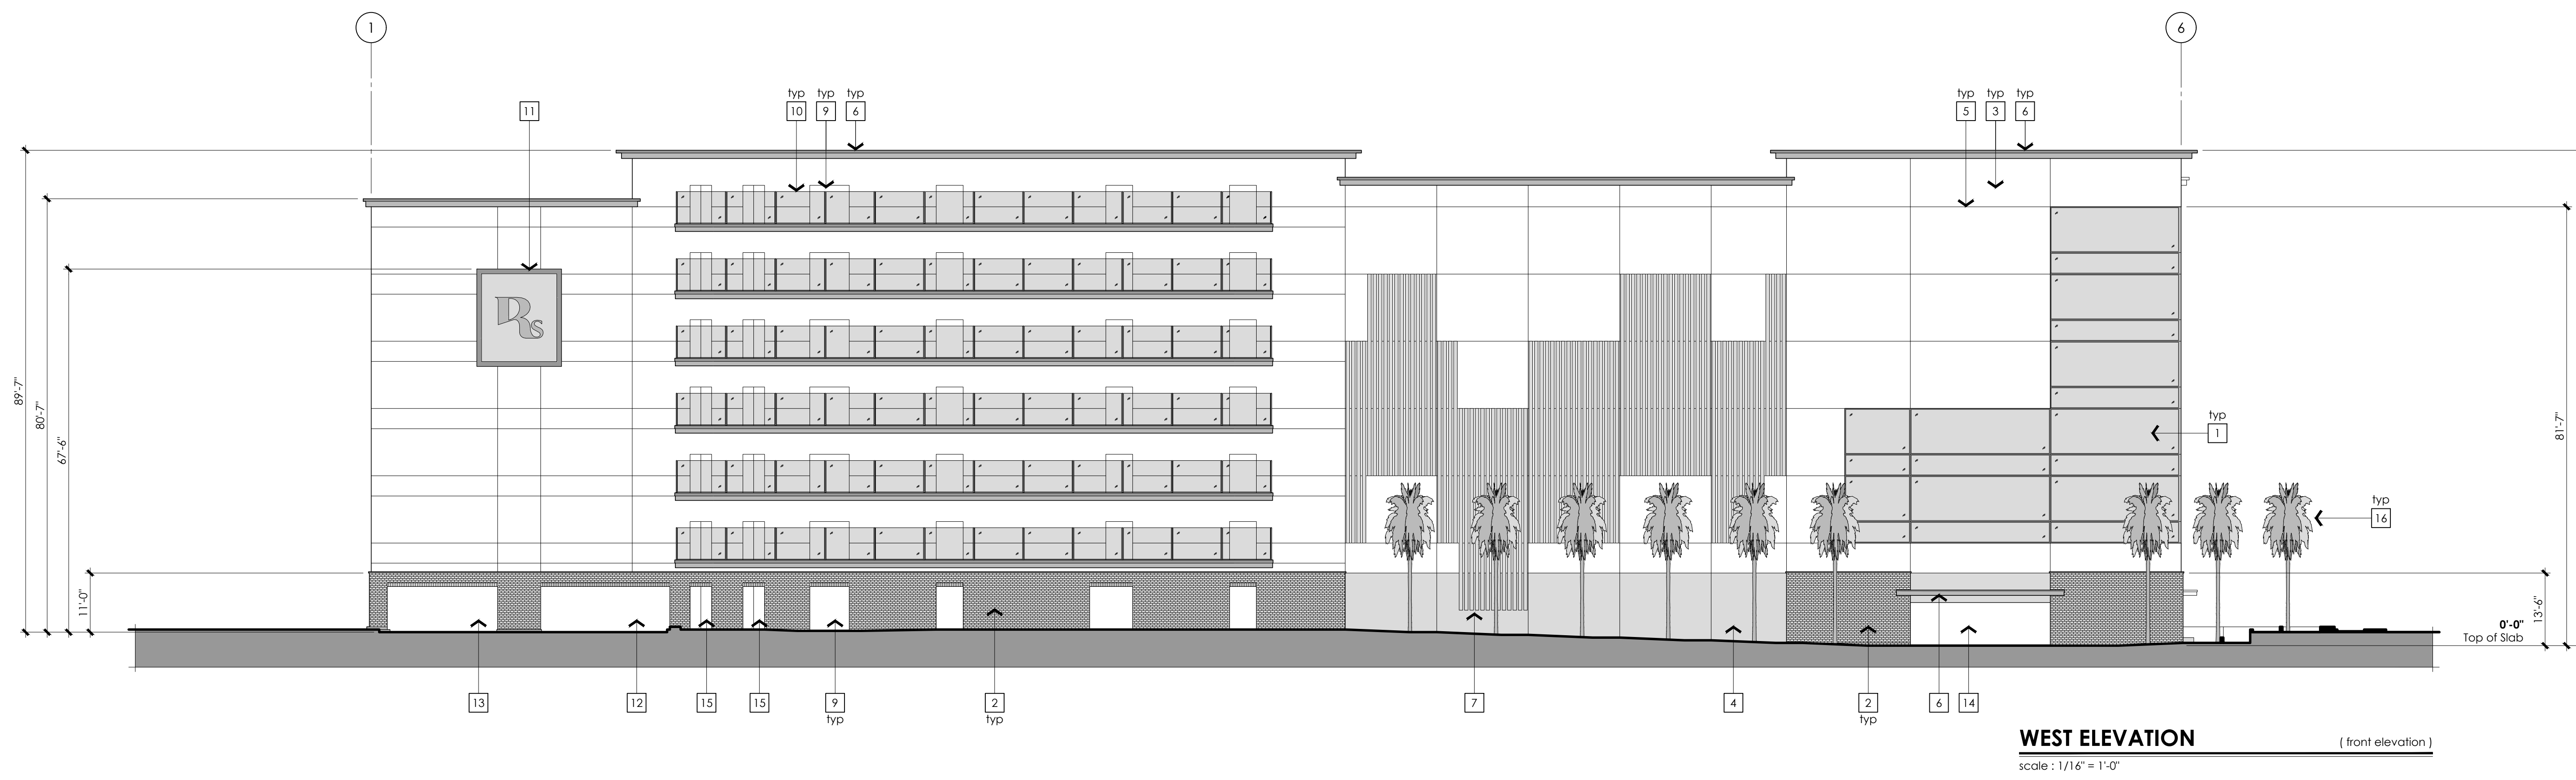 1
6
11
typ typ typ
10 9 6
typ typ typ
5 3 6
89'-7"
80'-7"
67'-6"
11'-0"
RS
typ
1
typ
16
81'-7"
13'-6"
0'-0"
Top of Slab
13
12
15
15
9
typ
2
typ
7
4
2
typ
6
14
WEST ELEVATION
( front elevation )
scale : 1/16" = 1'-0"